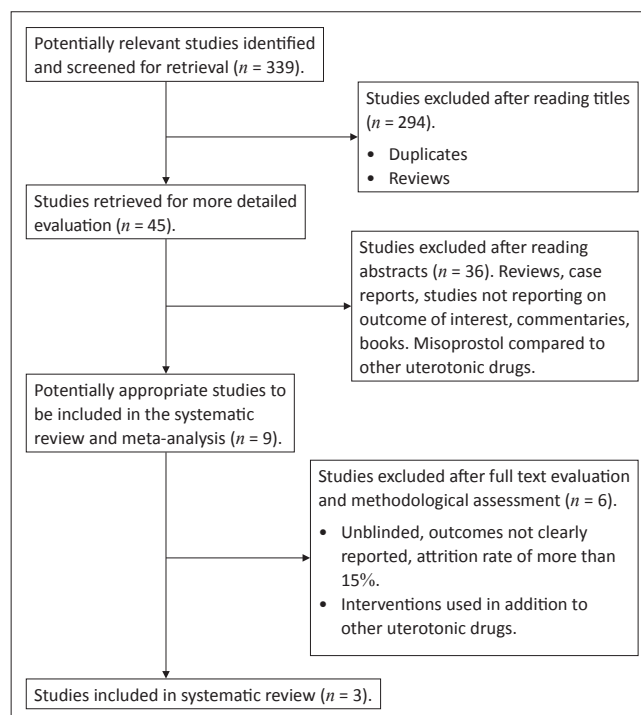 Potentially relevant studies identified
and screened for retrieval (n = 339).
Studies excluded after reading titles
(n = 294).
• Duplicates
• Reviews
Studies retrieved for more detailed
evaluation (n = 45).
Studies excluded after reading
abstracts (n = 36). Reviews, case
reports, studies not reporting on
outcome of interest, commentaries,
books. Misoprostol compared to
other uterotonic drugs.
Potentially appropriate studies to
be included in the systematic
review and meta-analysis (n = 9).
Studies excluded after full text evaluation
and methodological assessment (n = 6).
• Unblinded, outcomes not clearly
reported, attrition rate of more than
15%.
• Interventions used in addition to
other uterotonic drugs.
Studies included in systematic review (n = 3).